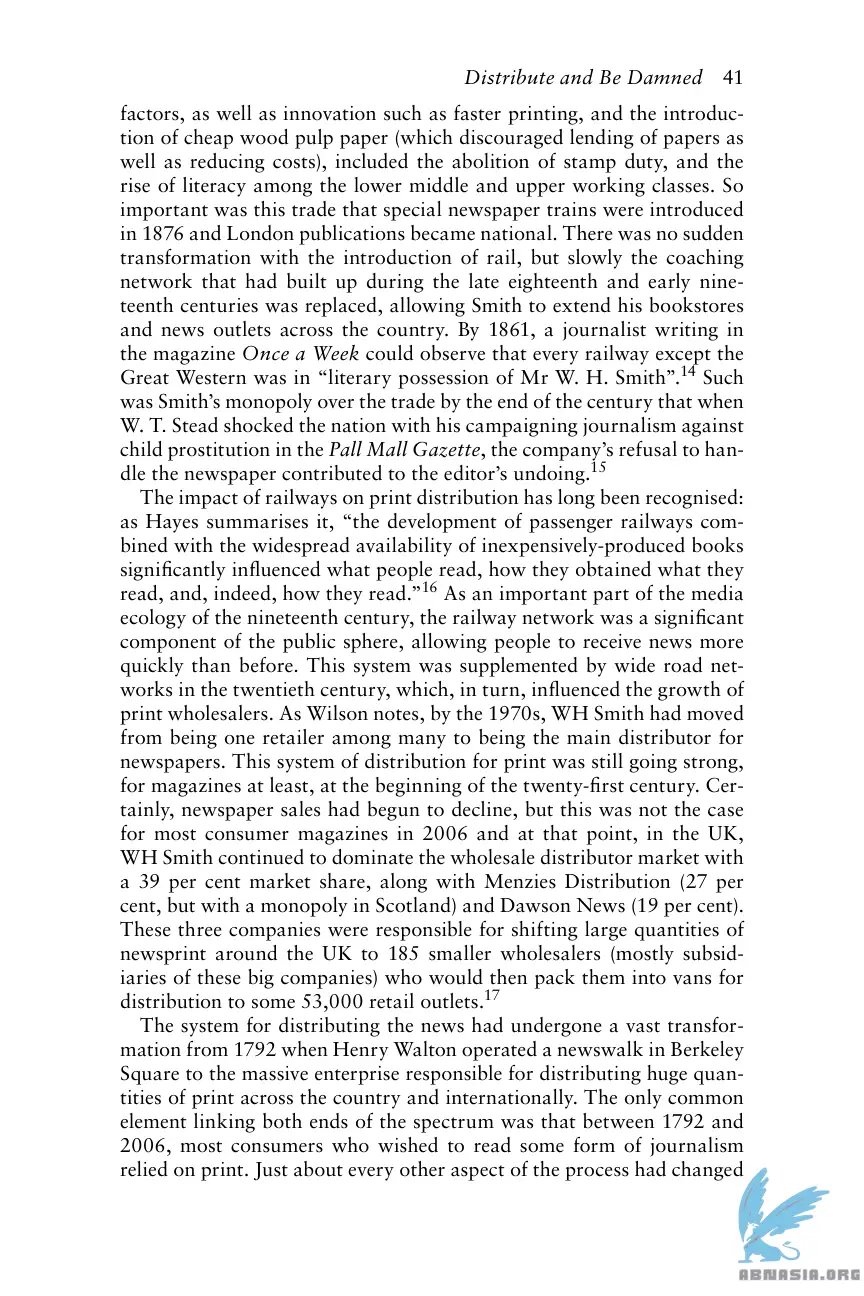 Distribute and Be Damned 41
factors, as well as innovation such as faster printing, and the introduc-
tion of cheap wood pulp paper (which discouraged lending of papers as
well as reducing costs), included the abolition of stamp duty, and the
rise of literacy among the lower middle and upper working classes. So
important was this trade that special newspaper trains were introduced
in 1876 and London publications became national. There was no sudden
transformation with the introduction of rail, but slowly the coaching
network that had built up during the late eighteenth and early nine-
teenth centuries was replaced, allowing Smith to extend his bookstores
and news outlets across the country. By 1861, a journalist writing in
the magazine Once a Week could observe that every railway except the
Great Western was in “literary possession of Mr W. H. Smith”.14 Such
was Smith’s monopoly over the trade by the end of the century that when
W. T. Stead shocked the nation with his campaigning journalism against
child prostitution in the Pall Mall Gazette, the company’s refusal to han-
dle the newspaper contributed to the editor’s undoing.15
The impact of railways on print distribution has long been recognised:
as Hayes summarises it, “the development of passenger railways com-
bined with the widespread availability of inexpensively-produced books
significantly influenced what people read, how they obtained what they
read, and, indeed, how they read.”16 As an important part of the media
ecology of the nineteenth century, the railway network was a significant
component of the public sphere, allowing people to receive news more
quickly than before. This system was supplemented by wide road net-
works in the twentieth century, which, in turn, influenced the growth of
print wholesalers. As Wilson notes, by the 1970s, WH Smith had moved
from being one retailer among many to being the main distributor for
newspapers. This system of distribution for print was still going strong,
for magazines at least, at the beginning of the twenty-first century. Cer-
tainly, newspaper sales had begun to decline, but this was not the case
for most consumer magazines in 2006 and at that point, in the UK,
WH Smith continued to dominate the wholesale distributor market with
a 39 per cent market share, along with Menzies Distribution (27 per
cent, but with a monopoly in Scotland) and Dawson News (19 per cent).
These three companies were responsible for shifting large quantities of
newsprint around the UK to 185 smaller wholesalers (mostly subsid-
iaries of these big companies) who would then pack them into vans for
distribution to some 53,000 retail outlets.17
The system for distributing the news had undergone a vast transfor-
mation from 1792 when Henry Walton operated a newswalk in Berkeley
Square to the massive enterprise responsible for distributing huge quan-
tities of print across the country and internationally. The only common
element linking both ends of the spectrum was that between 1792 and
2006, most consumers who wished to read some form of journalism
relied on print. Just about every other aspect of the process had changed
ABNASIA.ORG